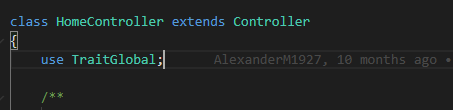 class HomeController extends Controller
{
use TraitGlobal; AlexanderM1927, 10 months ago •
/**